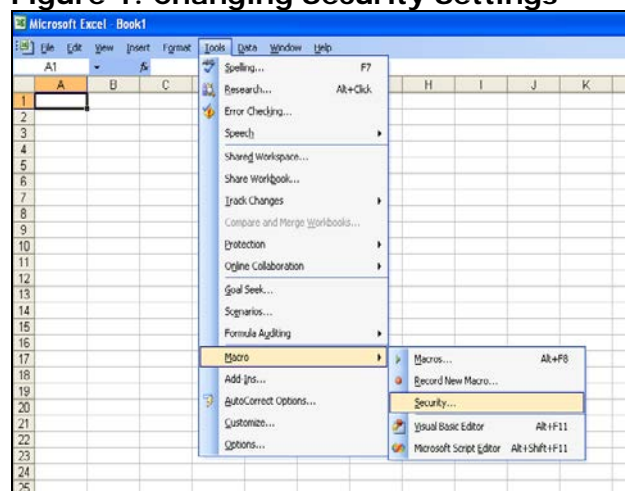 Figure 1: Changing Security Settings
Microsoft Excel - Book1
File Edit View Insert Format Tools Data Window Help
A1 fx
A B C H I J K
Spelling... F7
Research... Alt+Click
Error Checking...
Speech
Shared Workspace...
Share Workbook...
Track Changes
Compare and Merge Workbooks...
Protection
Online Collaboration
Goal Seek...
Scenarios...
Formula Auditing
Macro
Add-Ins...
AutoCorrect Options...
Customize...
Options...
Macros... Alt+F8
Record New Macro...
Security...
Visual Basic Editor Alt+F11
Microsoft Script Editor Alt+Shift+F11
1
2
3
4
5
6
7
8
9
10
11
12
13
14
15
16
17
18
19
20
21
22
23
24
25